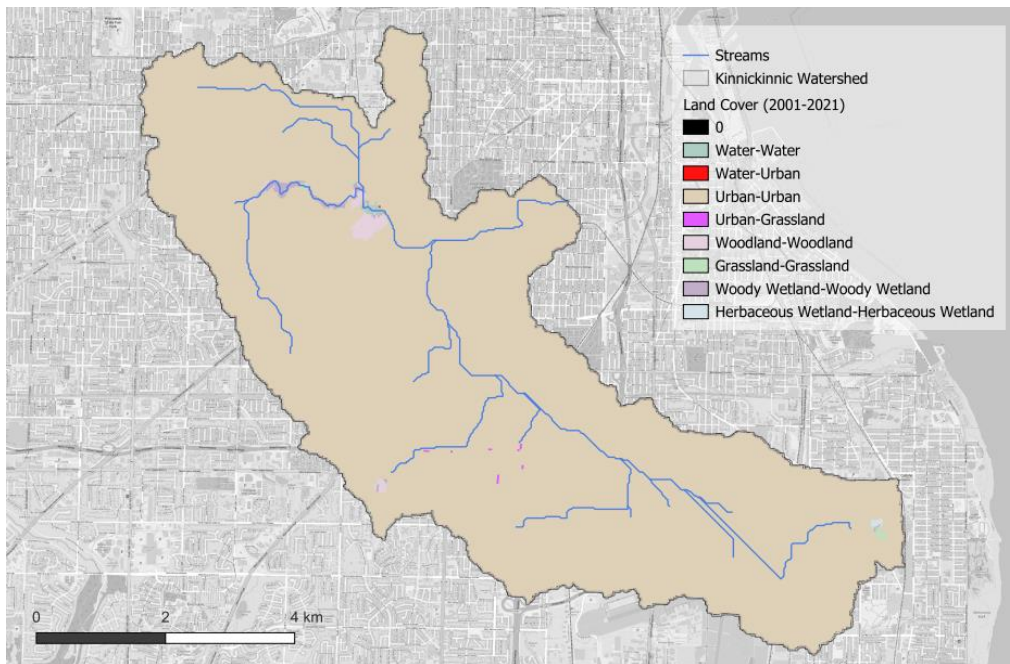 Streams
Kinnickinnic Watershed
Land Cover (2001-2021)
0
Water-Water
Water-Urban
Urban-Urban
Urban-Grassland
Woodland-Woodland
Grassland-Grassland
Woody Wetland-Woody Wetland
Herbaceous Wetland-Herbaceous Wetland
0 2 4 km